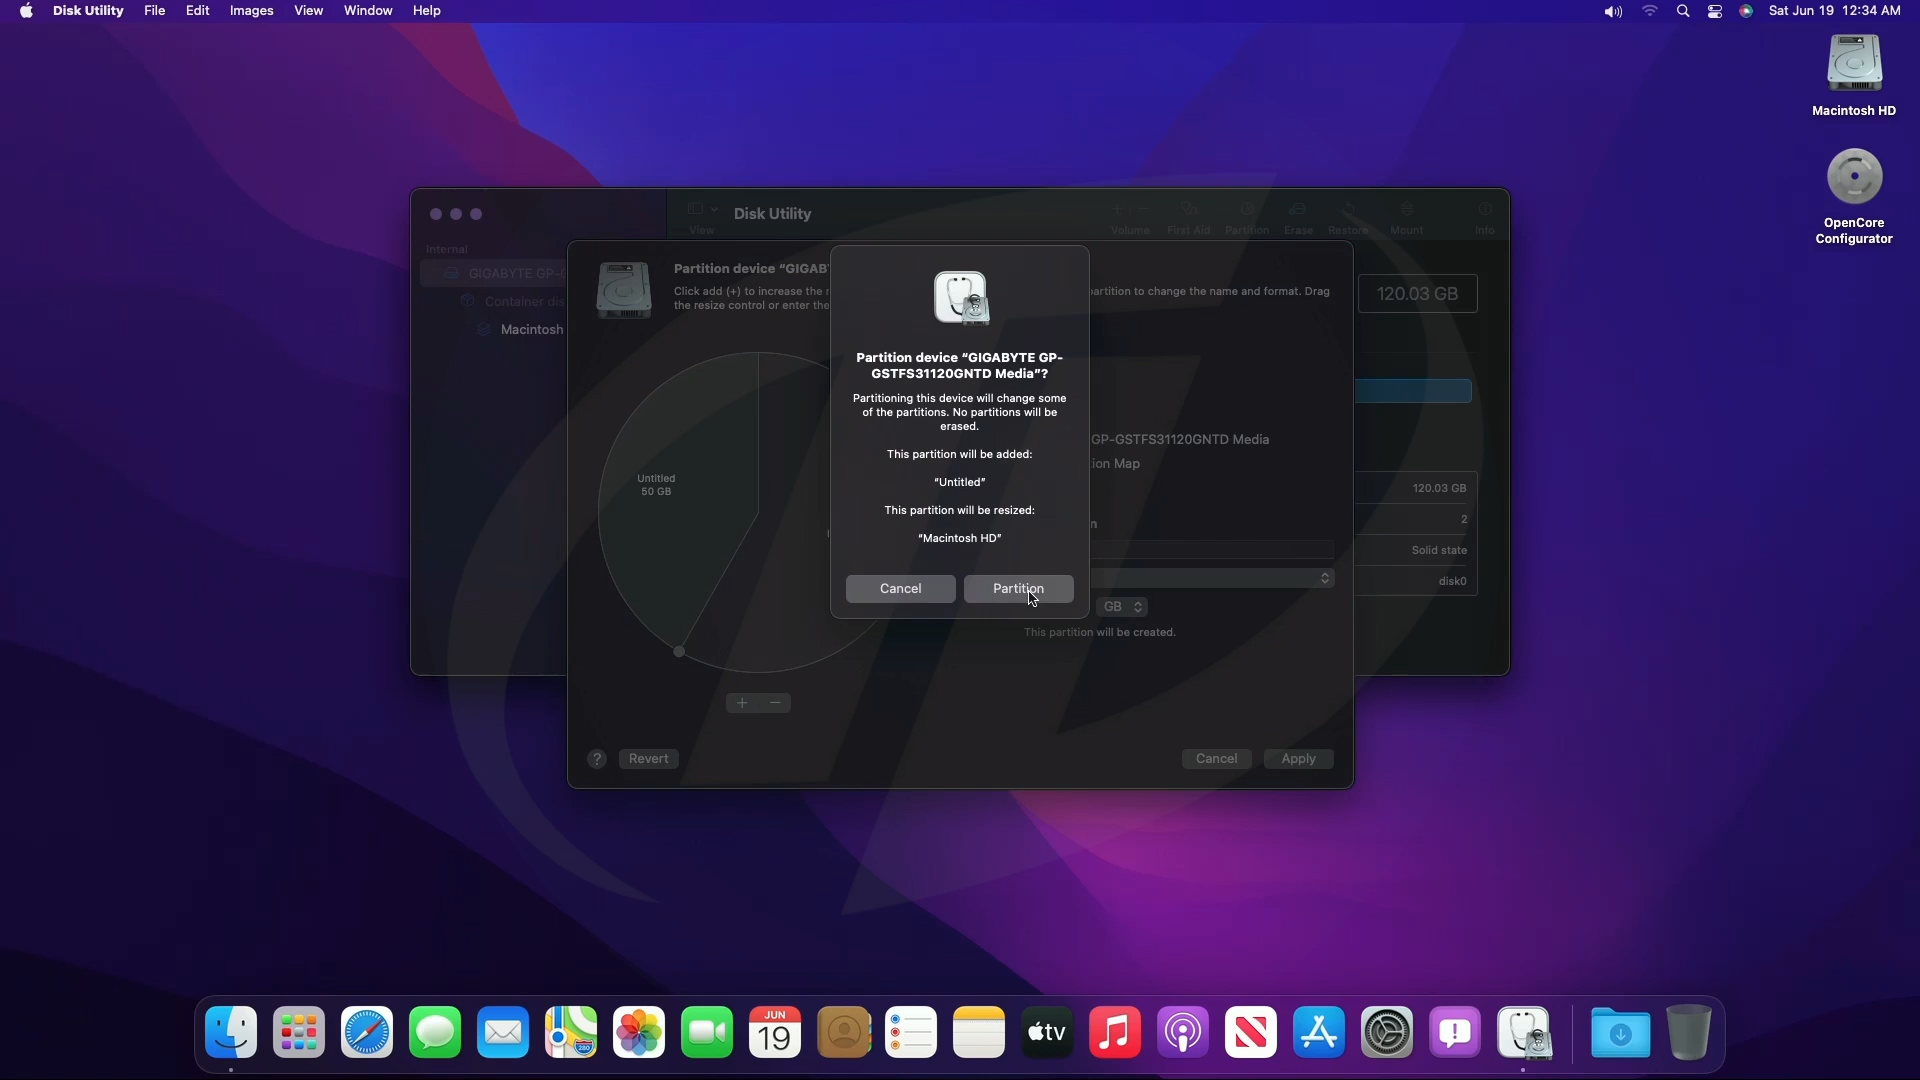 Disk Utility File Edit Images View Window Help
Sat Jun 19 12:34 AM
Macintosh HD
OpenCore
Configurator
Disk Utility
View
Volume First Aid Partition Erase Restore Mount Info
Internal
GIGABYTE GP-
Container dis
Macintosh
120.03 GB
Partition device “GIGAB
Click add (+) to increase the
the resize control or enter the
partition to change the name and format. Drag
Untitled
50 GB
GP-GSTFS31120GNTD Media
ion Map
GB
This partition will be created.
120.03 GB
2
Solid state
disk0
?
Revert
Cancel
Apply
Partition device “GIGABYTE GP-
GSTFS31120GNTD Media”?
Partitioning this device will change some
of the partitions. No partitions will be
erased.
This partition will be added:
“Untitled”
This partition will be resized:
“Macintosh HD”
Cancel
Partition
280
JUN
19
tv